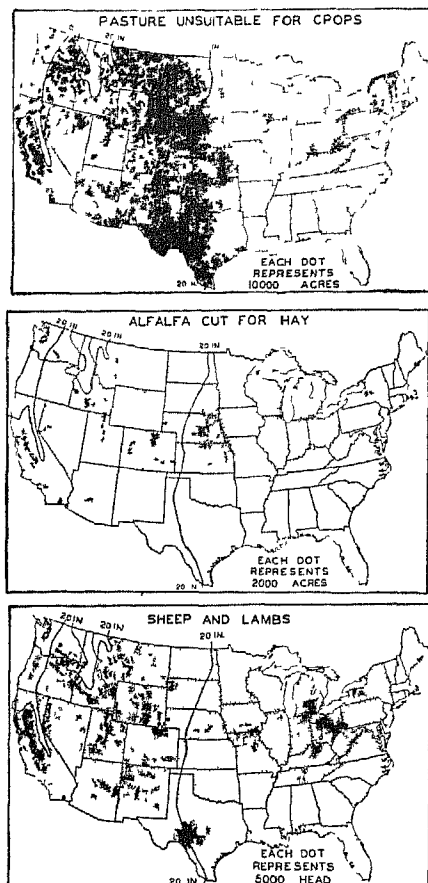 PASTURE UNSUITABLE FOR CPOPS
20 IN
IN
EACH DOT
REPRESENTS
10000 ACRES
20
ALFALFA CUT FOR HAY
20 IN
20 IN
20 IN
EACH DOT
REPRESENTS
2000 ACRES
20
SHEEP AND LAMBS
20 IN.
20 IN.
20 IN.
EACH DOT
REPRESENTS
5000 HEAD
20 IN.